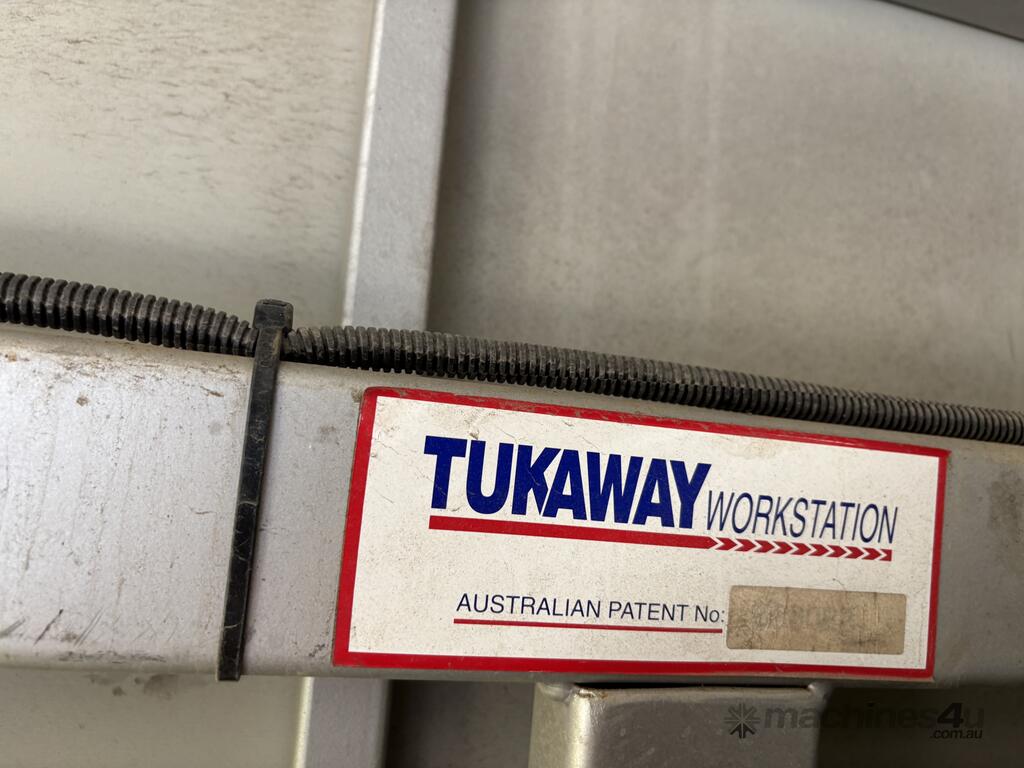 TUKAWAY WORKSTATION
AUSTRALIAN PATENT No:
machines4u
.com.au